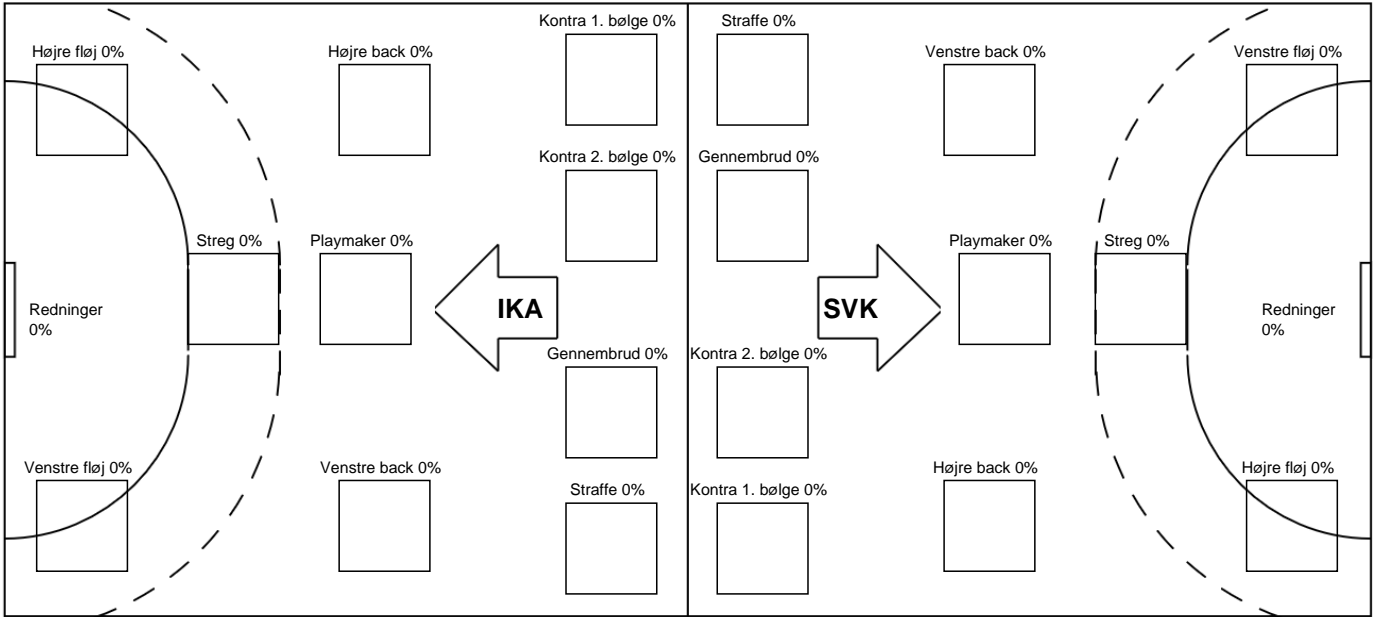 Kontra 1. bølge 0%
Straffe 0%
Højre fløj 0%
Højre back 0%
Venstre back 0%
Venstre fløj 0%
Kontra 2. bølge 0%
Gennembrud 0%
Streg 0%
Playmaker 0%
Playmaker 0%
Streg 0%
Redninger
0%
IKA
SVK
Redninger
0%
Gennembrud 0%
Kontra 2. bølge 0%
Venstre fløj 0%
Venstre back 0%
Straffe 0%
Kontra 1. bølge 0%
Højre back 0%
Højre fløj 0%